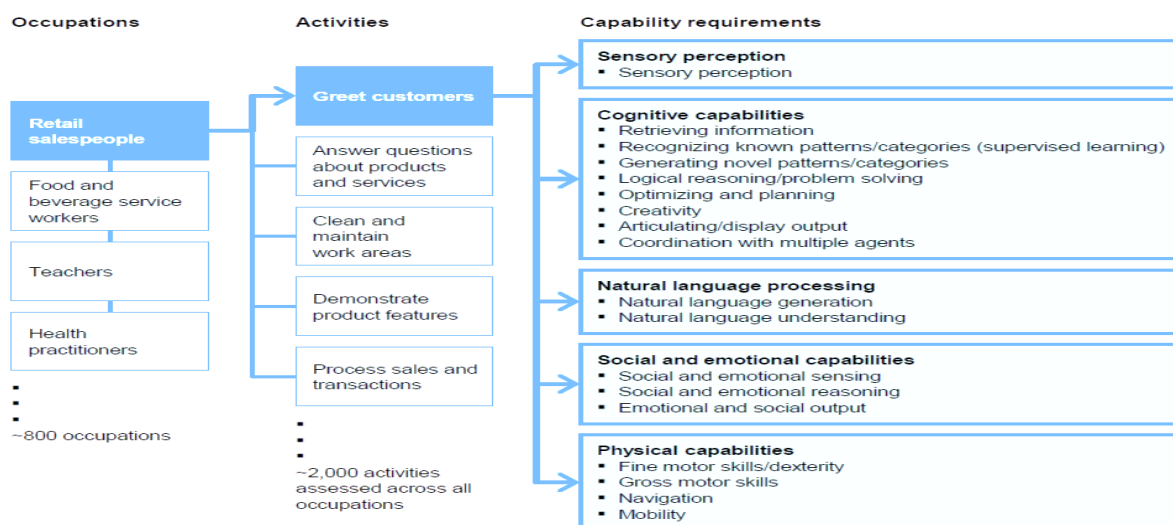 Occupations
Retail
salespeople
Food and
beverage service
workers
Teachers
Health
practitioners
~800 occupations
Activities
Greet customers
Answer questions
about products
and services
Clean and
maintain
work areas
Demonstrate
product features
Process sales and
transactions
~2,000 activities
assessed across all
occupations
Capability requirements
Sensory perception
▪ Sensory perception
Cognitive capabilities
▪ Retrieving information
▪ Recognizing known patterns/categories (supervised learning)
▪ Generating novel patterns/categories
▪ Logical reasoning/problem solving
▪ Optimizing and planning
▪ Creativity
▪ Articulating/display output
▪ Coordination with multiple agents
Natural language processing
▪ Natural language generation
▪ Natural language understanding
Social and emotional capabilities
▪ Social and emotional sensing
▪ Social and emotional reasoning
▪ Emotional and social output
Physical capabilities
▪ Fine motor skills/dexterity
▪ Gross motor skills
▪ Navigation
▪ Mobility